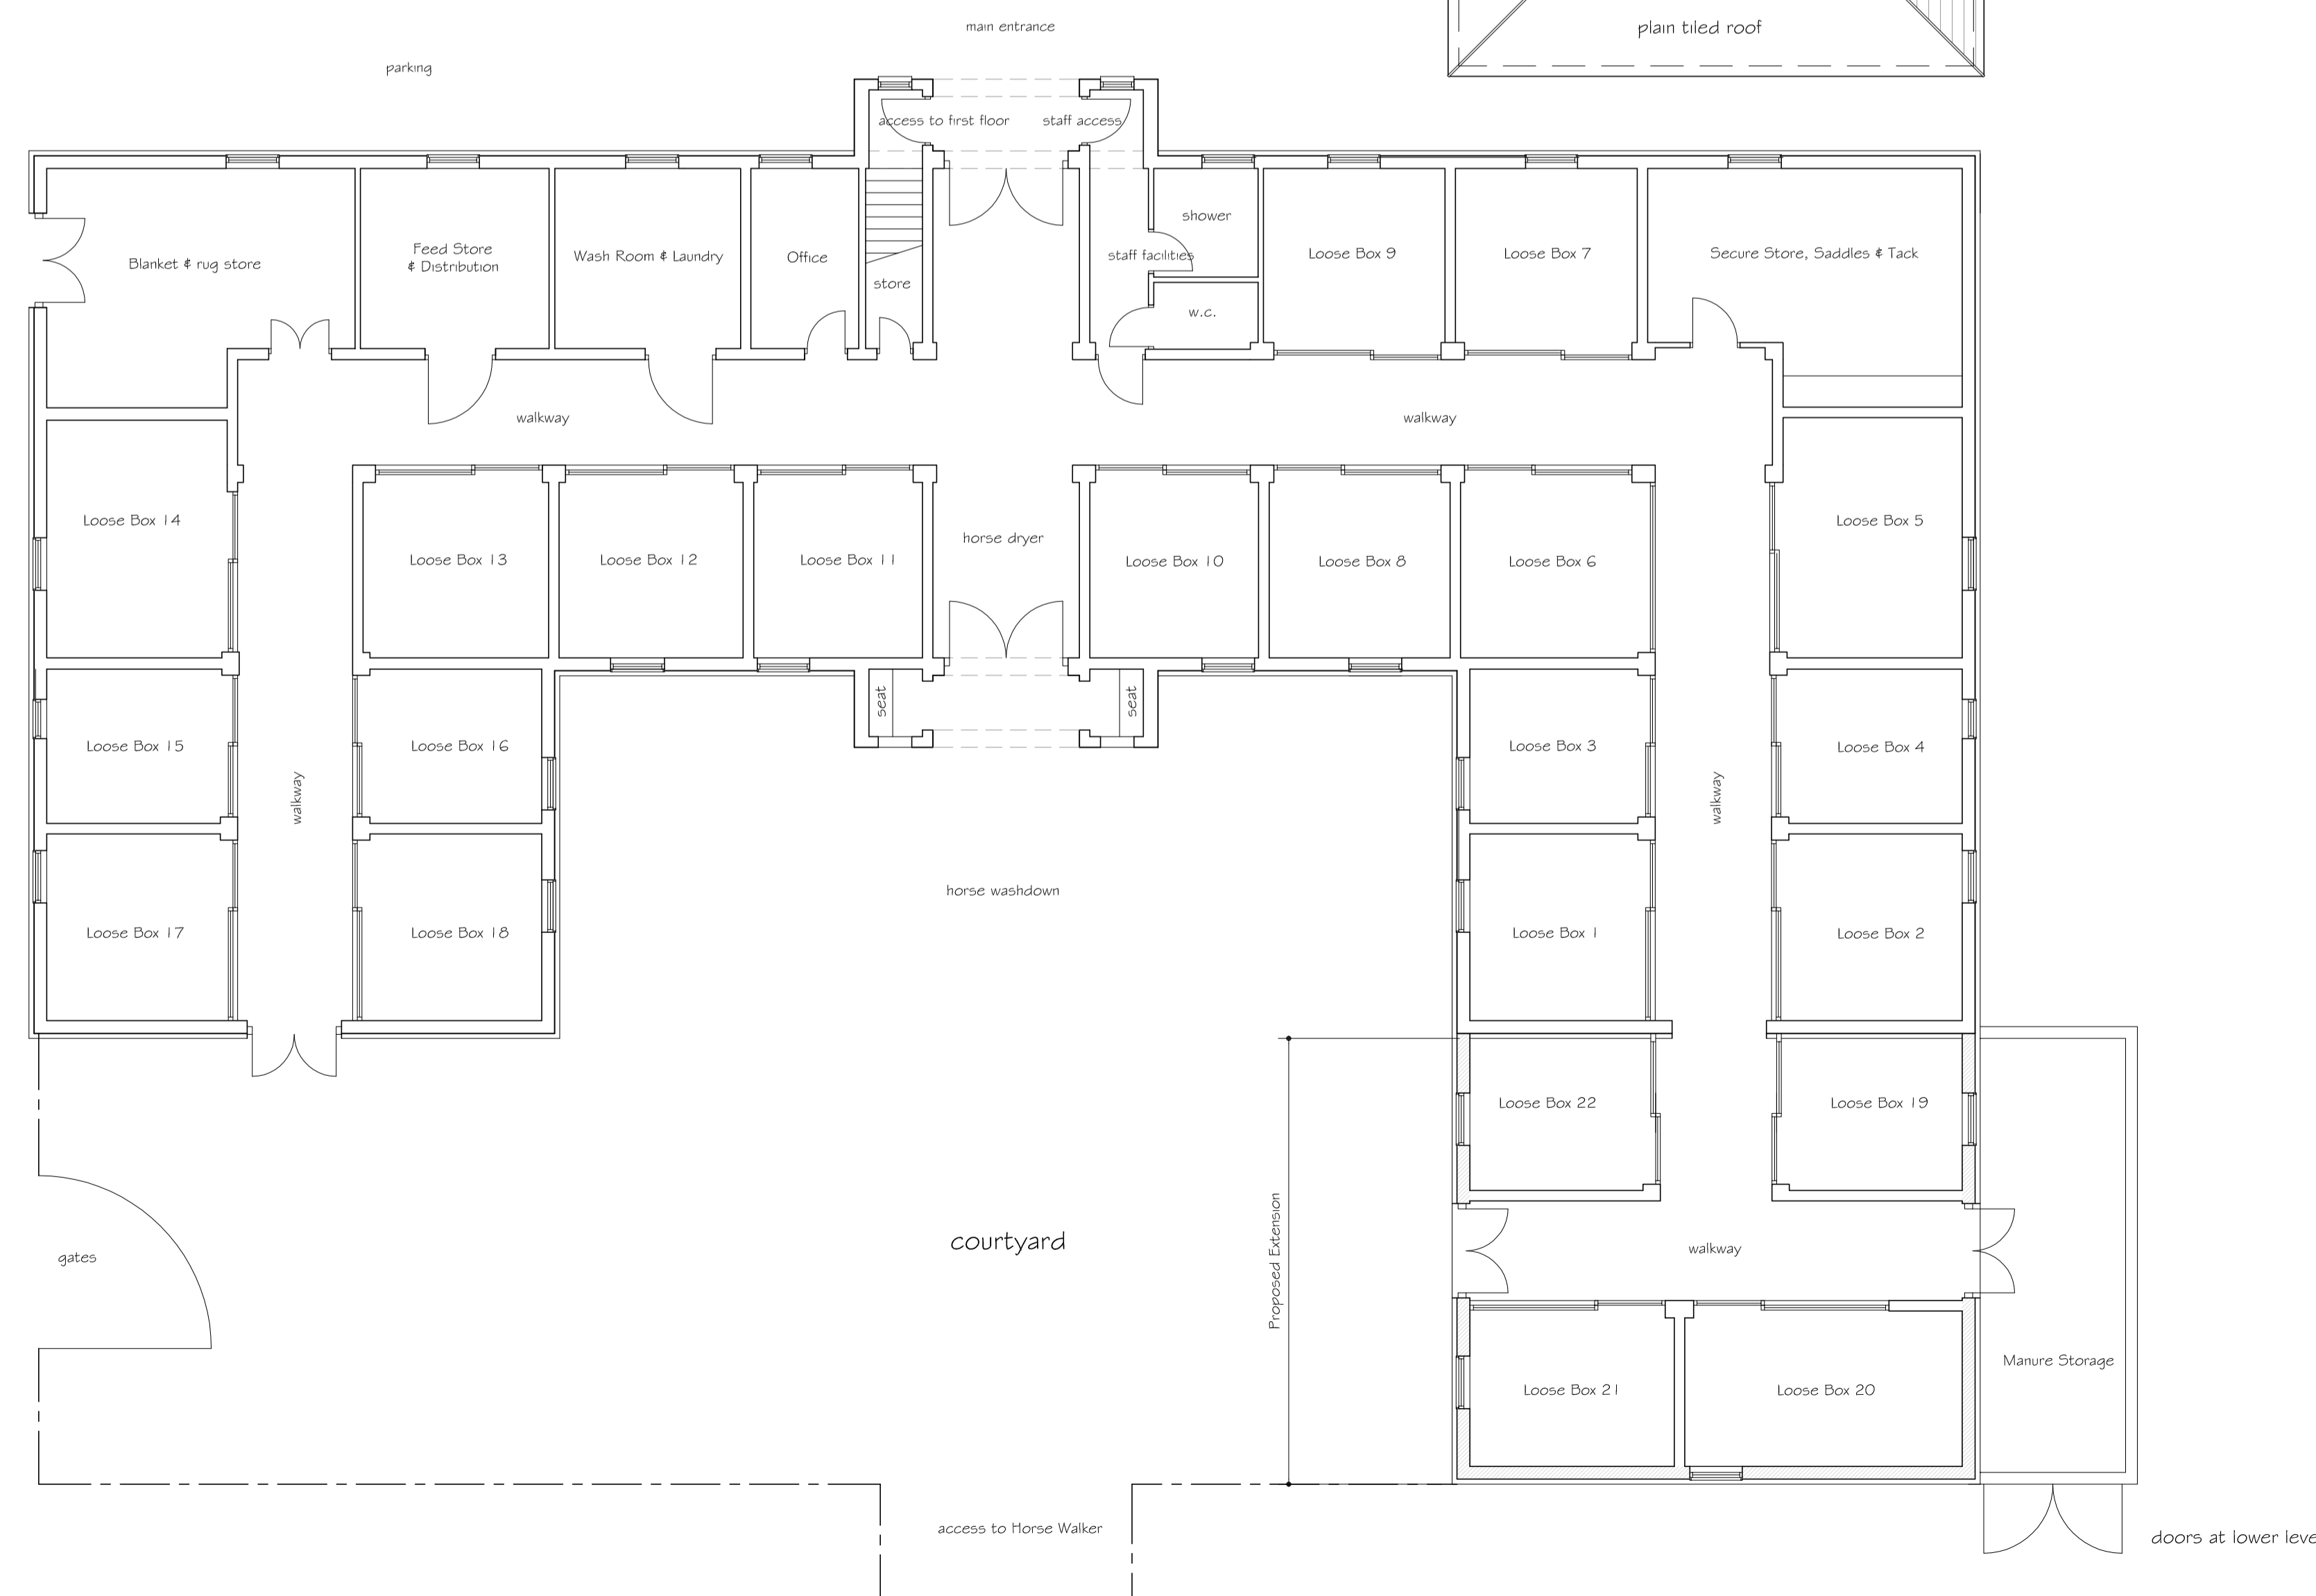 main entrance
plain tiled roof
parking
access to first floor
staff access
shower
Blanket & rug store
Feed Store
& Distribution
Wash Room & Laundry
Office
store
staff facilities
w.c.
Loose Box 9
Loose Box 7
Secure Store, Saddles & Tack
walkway
walkway
Loose Box 14
Loose Box 13
Loose Box 12
Loose Box 11
horse dryer
Loose Box 10
Loose Box 8
Loose Box 6
Loose Box 5
seat
seat
Loose Box 15
walkway
Loose Box 16
Loose Box 3
walkway
Loose Box 4
horse washdown
Loose Box 17
Loose Box 18
Loose Box 1
Loose Box 2
Loose Box 22
Loose Box 19
gates
courtyard
Proposed Extension
walkway
Manure Storage
Loose Box 21
Loose Box 20
access to Horse Walker
doors at lower leve